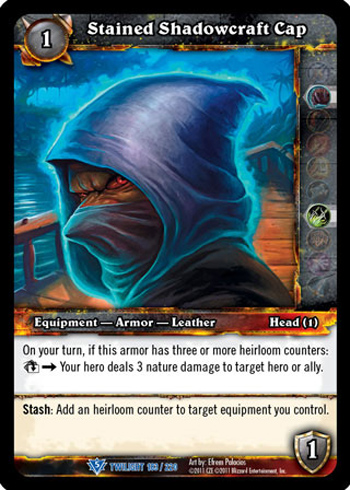 1
Stained Shadowcraft Cap
Equipment — Armor — Leather
Head (1)
On your turn, if this armor has three or more heirloom counters:
➞ Your hero deals 3 nature damage to target hero or ally.
Stash: Add an heirloom counter to target equipment you control.
TWILIGHT 183/220
Art by: Efrem Palacios
©2011 CZE ©2011 Blizzard Entertainment, Inc.
1